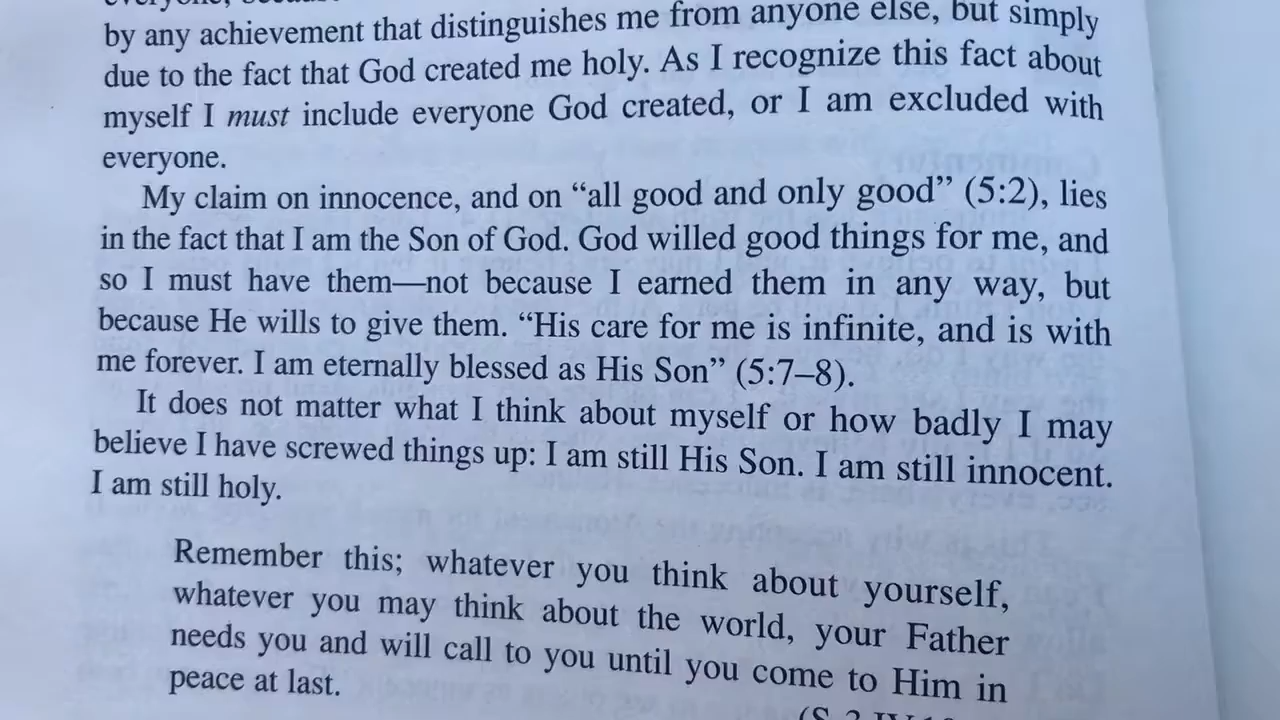 by any achievement that distinguishes me from anyone else, but simply
due to the fact that God created me holy. As I recognize this fact about
myself I must include everyone God created, or I am excluded with
everyone.
My claim on innocence, and on “all good and only good” (5:2), lies
in the fact that I am the Son of God. God willed good things for me, and
so I must have them—not because I earned them in any way, but
because He wills to give them. “His care for me is infinite, and is with
me forever. I am eternally blessed as His Son” (5:7–8).
It does not matter what I think about myself or how badly I may
believe I have screwed things up: I am still His Son. I am still innocent.
I am still holy.
Remember this; whatever you think about yourself,
whatever you may think about the world, your Father
needs you and will call to you until you come to Him in
peace at last.